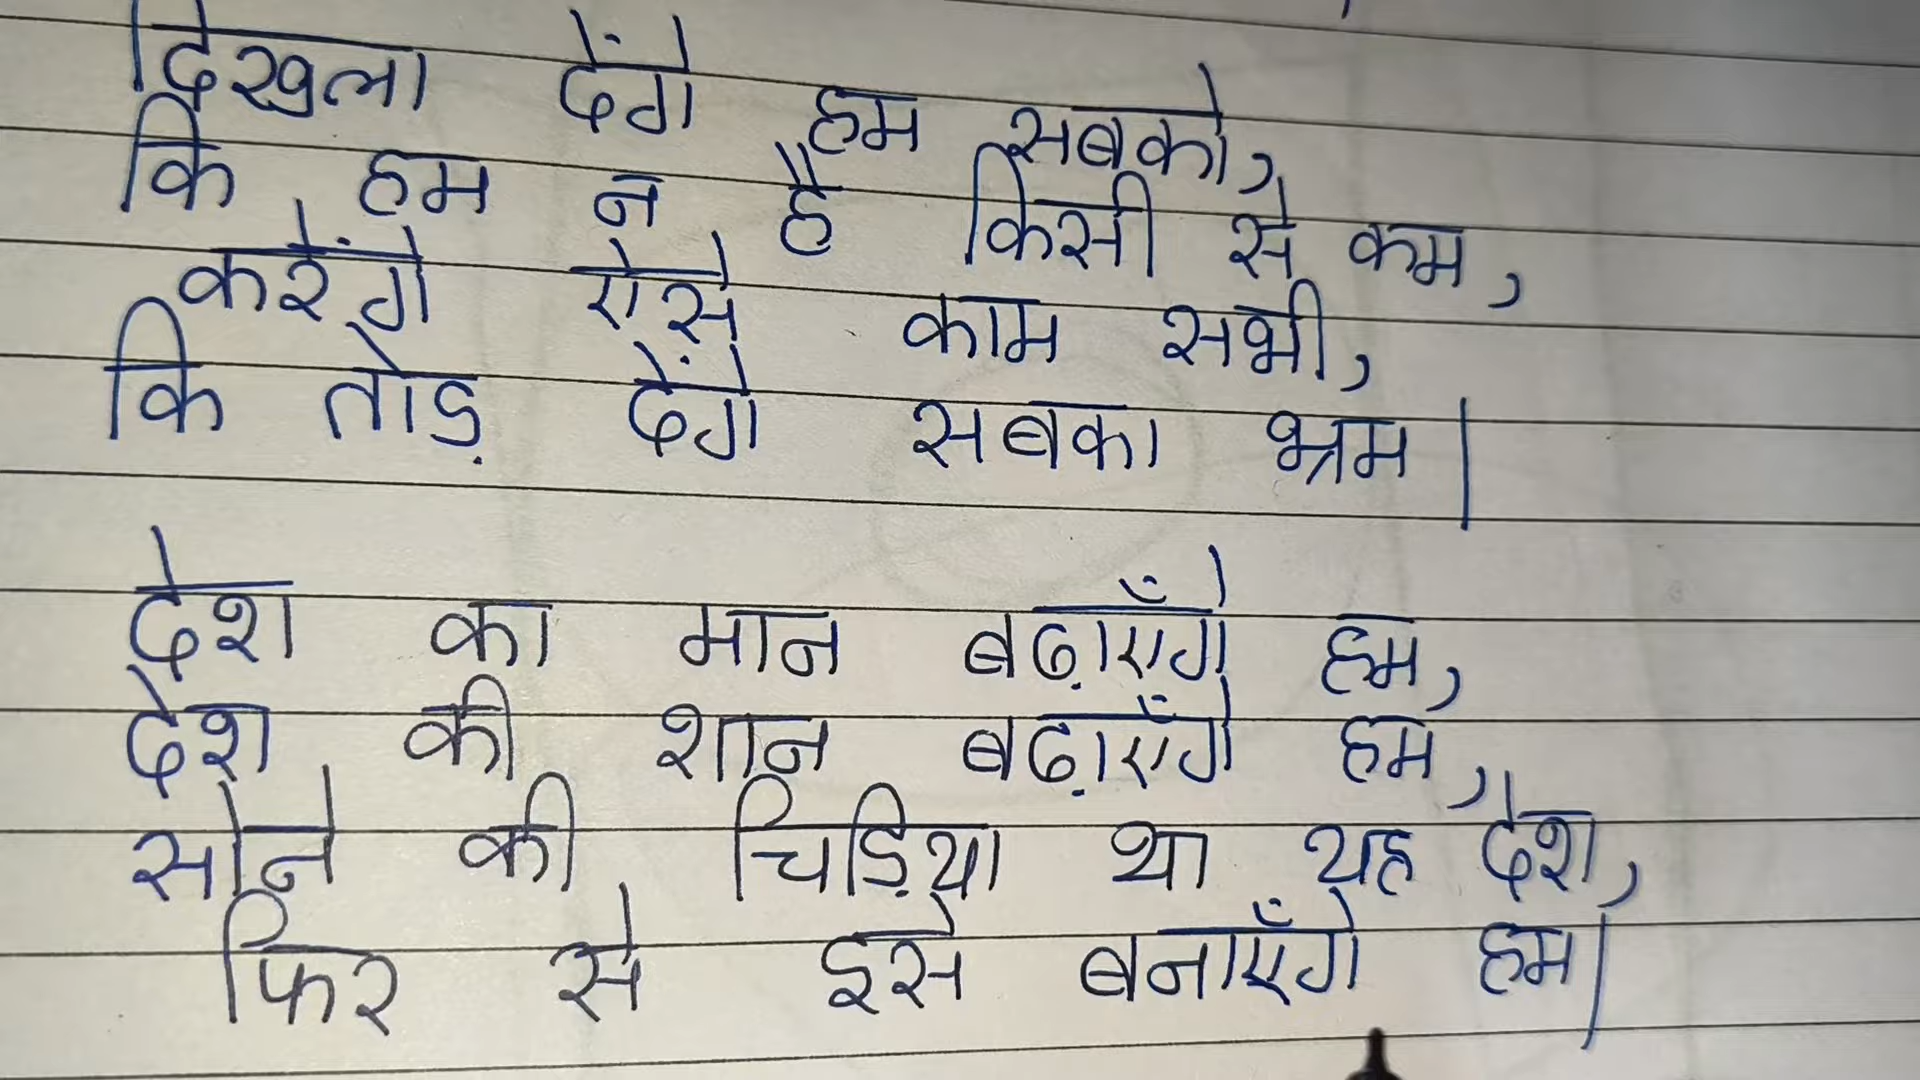 दिखला देंगे हम सबको,
कि हम न है किसी से कम,
करेंगे ऐसे काम सभी,
कि तोड़ देंगे सबका भ्रम।
देश का मान बढ़ाएँगे हम,
देश की शान बढ़ाएँगे हम,
सोने की चिड़िया था यह देश,
फिर से इसे बनाएँगे हम।